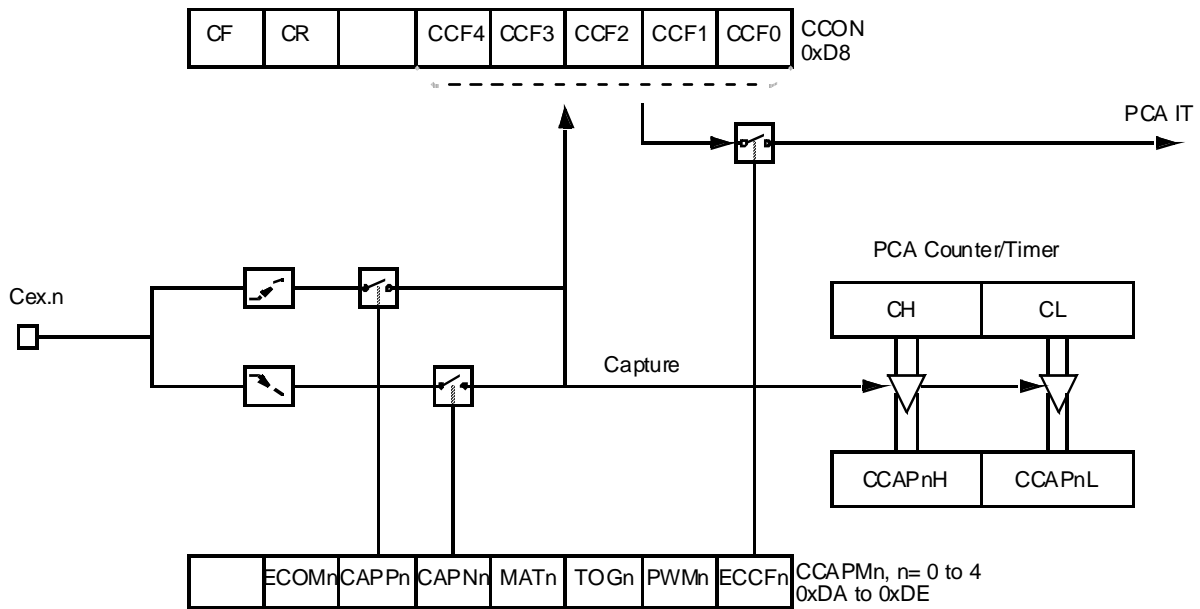 CF CR CCF4 CCF3 CCF2 CCF1 CCF0 CCON
0xD8
PCA IT
PCA Counter/Timer
Cex.n
CH CL
Capture
CCAPnH CCAPnL
ECOMn CAPPn CAPNn MATn TOGn PWMn ECCFn CCAPMn, n= 0 to 4
0xDA to 0xDE